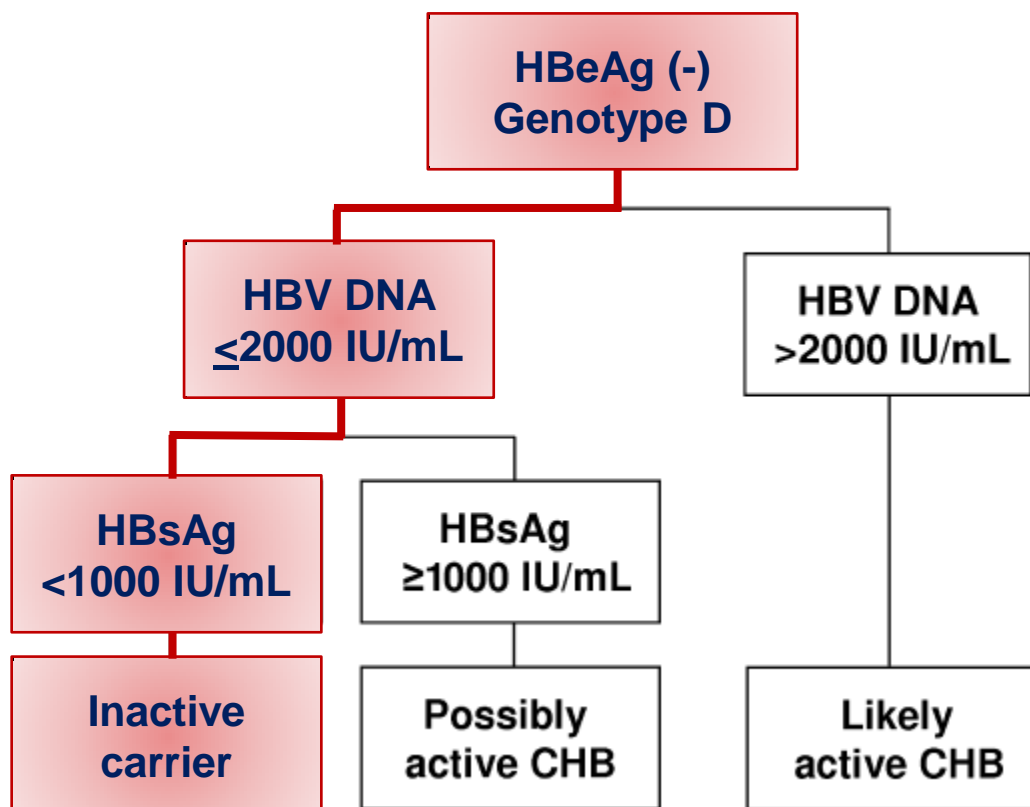 HBeAg (-)
Genotype D
HBV DNA
≤2000 IU/mL
HBV DNA
>2000 IU/mL
HBsAg
<1000 IU/mL
HBsAg
≥1000 IU/mL
Inactive
carrier
Possibly
active CHB
Likely
active CHB